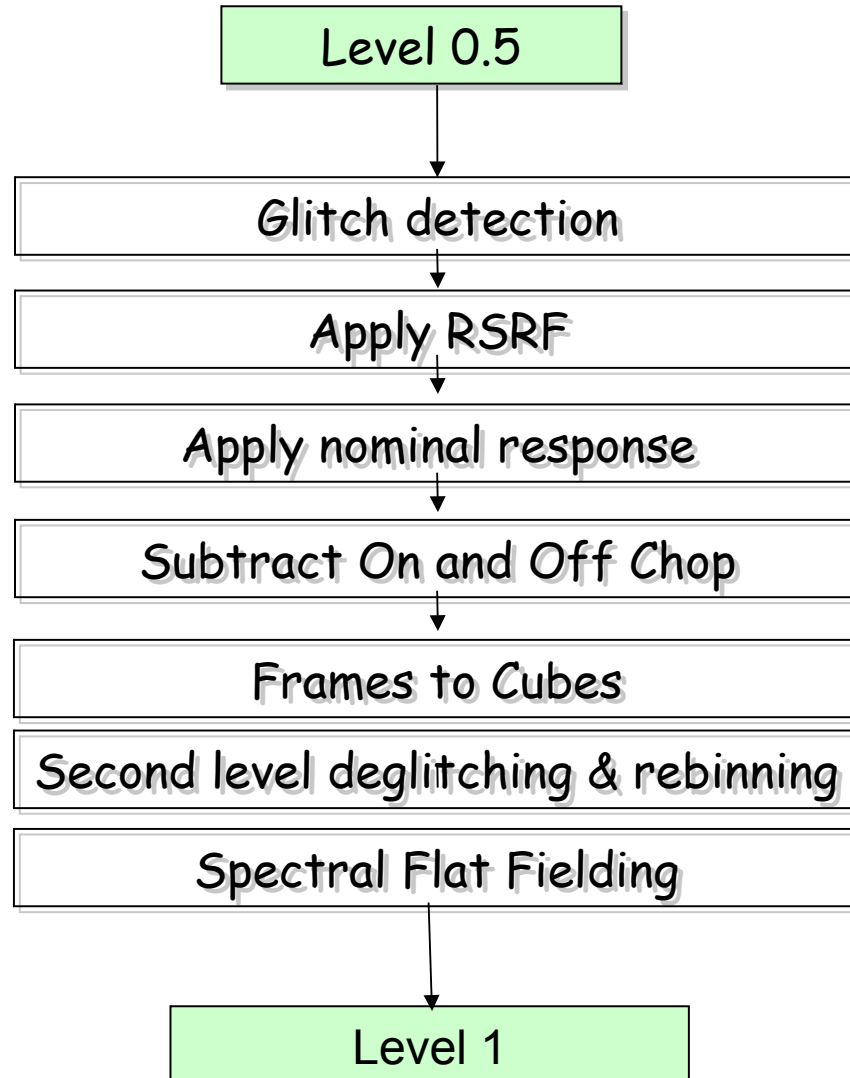 Level 0.5
Glitch detection
Apply RSRF
Apply nominal response
Subtract On and Off Chop
Frames to Cubes
Second level deglitching & rebinning
Spectral Flat Fielding
Level 1